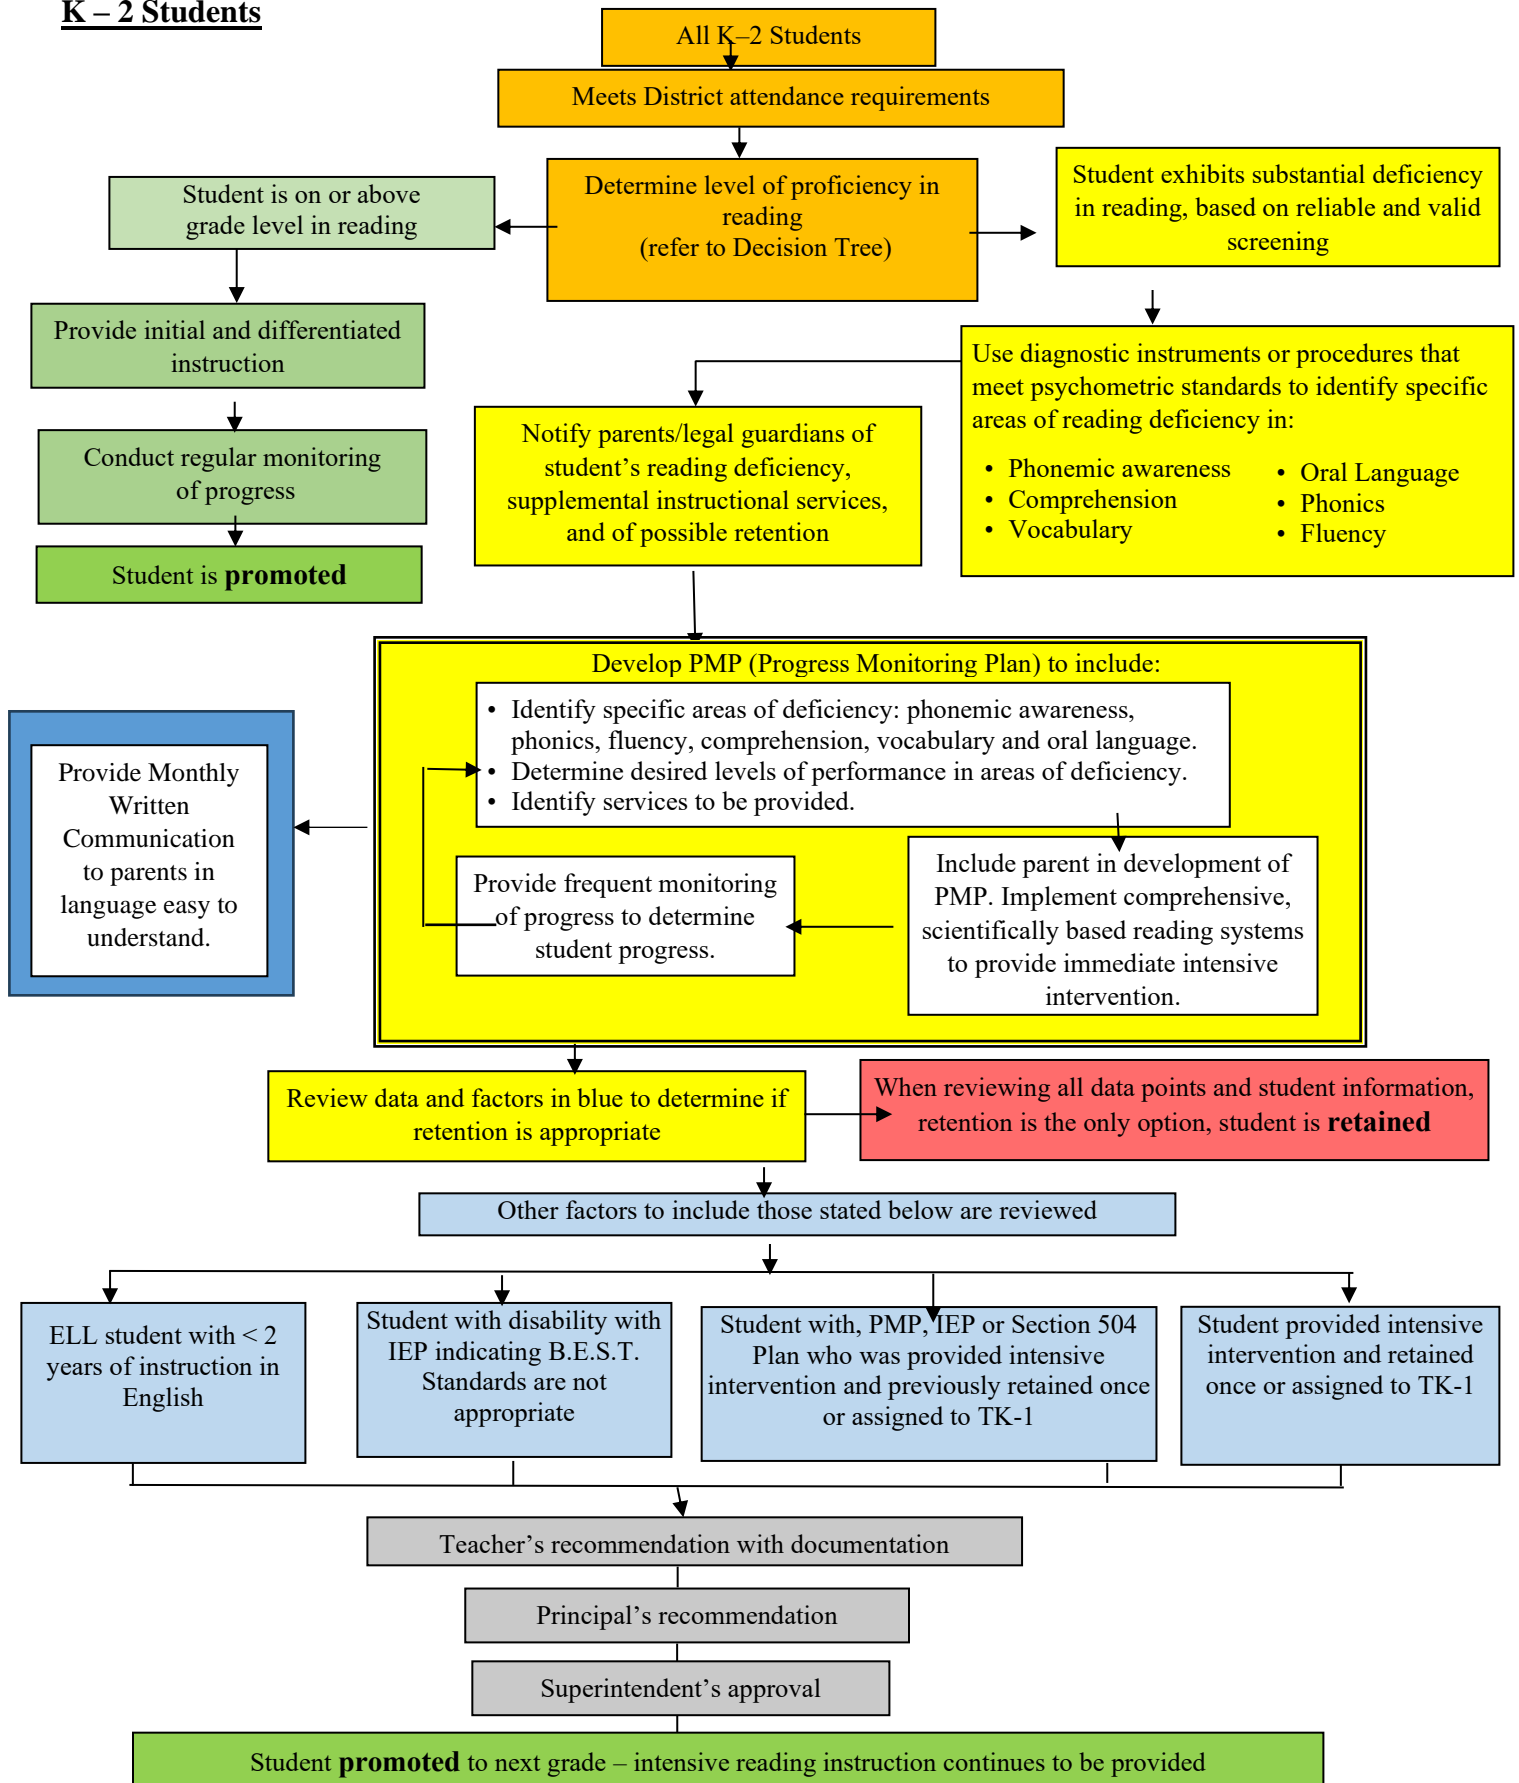 K – 2 Students
All K–2 Students
Meets District attendance requirements
Determine level of proficiency in
reading
(refer to Decision Tree)
Student is on or above
grade level in reading
Student exhibits substantial deficiency
in reading, based on reliable and valid
screening
Provide initial and differentiated
instruction
Conduct regular monitoring
of progress
Student is promoted
Use diagnostic instruments or procedures that
meet psychometric standards to identify specific
areas of reading deficiency in:
• Phonemic awareness
• Comprehension
• Vocabulary
• Oral Language
• Phonics
• Fluency
Notify parents/legal guardians of
student’s reading deficiency,
supplemental instructional services,
and of possible retention
Develop PMP (Progress Monitoring Plan) to include:
• Identify specific areas of deficiency: phonemic awareness,
phonics, fluency, comprehension, vocabulary and oral language.
• Determine desired levels of performance in areas of deficiency.
• Identify services to be provided.
Include parent in development of
PMP. Implement comprehensive,
scientifically based reading systems
to provide immediate intensive
intervention.
Provide frequent monitoring
of progress to determine
student progress.
Provide Monthly
Written
Communication
to parents in
language easy to
understand.
Review data and factors in blue to determine if
retention is appropriate
When reviewing all data points and student information,
retention is the only option, student is retained
Other factors to include those stated below are reviewed
ELL student with < 2
years of instruction in
English
Student with disability with
IEP indicating B.E.S.T.
Standards are not
appropriate
Student with, PMP, IEP or Section 504
Plan who was provided intensive
intervention and previously retained once
or assigned to TK-1
Student provided intensive
intervention and retained
once or assigned to TK-1
Teacher’s recommendation with documentation
Principal’s recommendation
Superintendent’s approval
Student promoted to next grade – intensive reading instruction continues to be provided